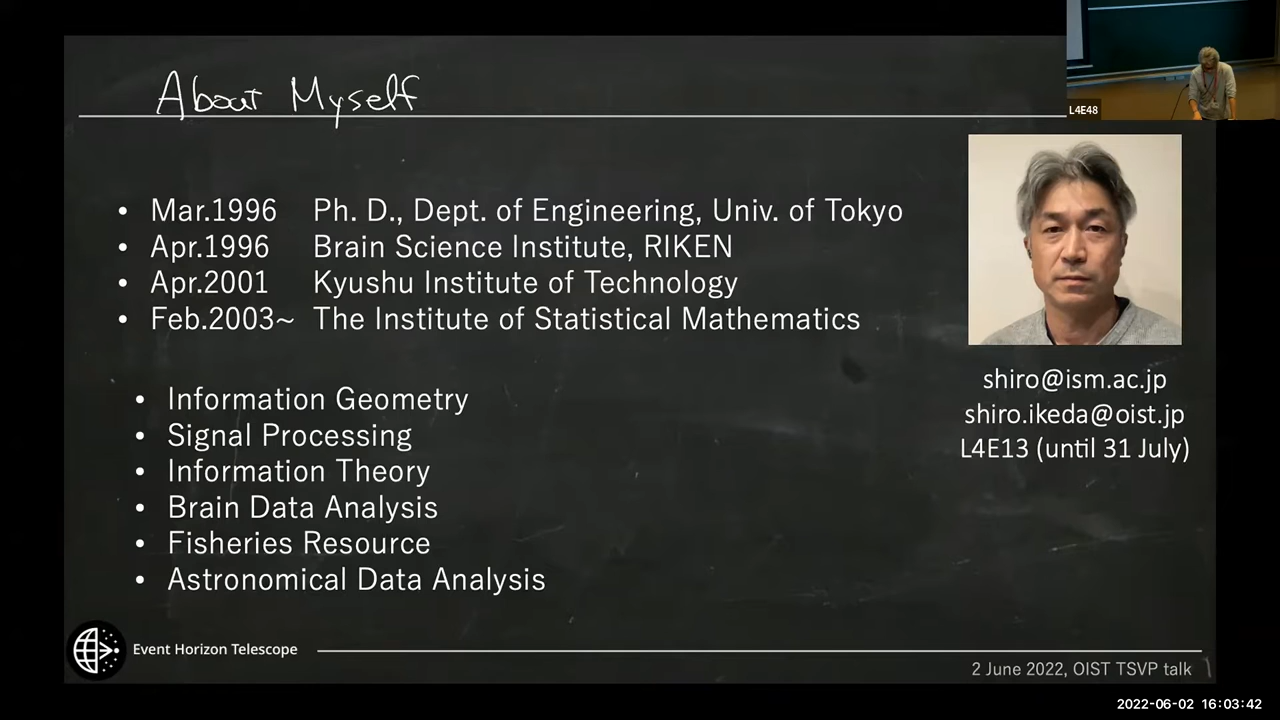 About Myself
L4E48
• Mar.1996 Ph. D., Dept. of Engineering, Univ. of Tokyo
• Apr.1996 Brain Science Institute, RIKEN
• Apr.2001 Kyushu Institute of Technology
• Feb.2003~ The Institute of Statistical Mathematics
shiro@ism.ac.jp
shiro.ikeda@oist.jp
L4E13 (until 31 July)
• Information Geometry
• Signal Processing
• Information Theory
• Brain Data Analysis
• Fisheries Resource
• Astronomical Data Analysis
Event Horizon Telescope
2 June 2022, OIST TSVP talk
2022-06-02 16:03:42